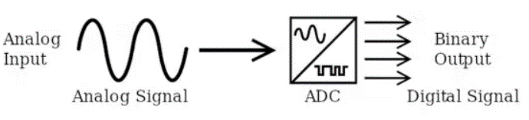 Analog
Input
Analog Signal
ADC
Binary
Output
Digital Signal